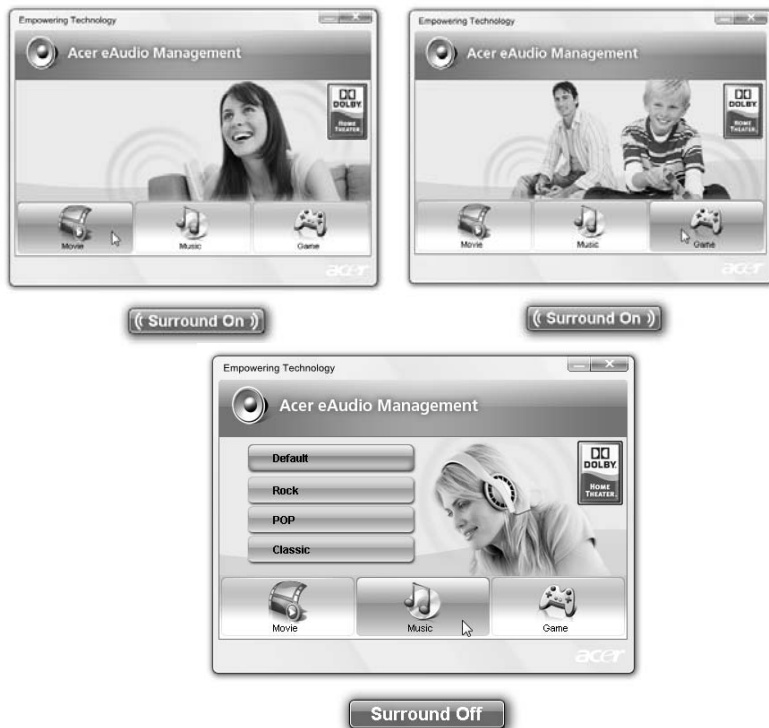 Empowering Technology
Acer eAudio Management
DOLBY
HOME
THEATER
Movie
Music
Game
acer
((Surround On))
Empowering Technology
Acer eAudio Management
DOLBY
HOME
THEATER
Movie
Music
Game
acer
((Surround On))
Empowering Technology
Acer eAudio Management
Default
Rock
POP
Classic
DOLBY
HOME
THEATER
Movie
Music
Game
acer
Surround Off